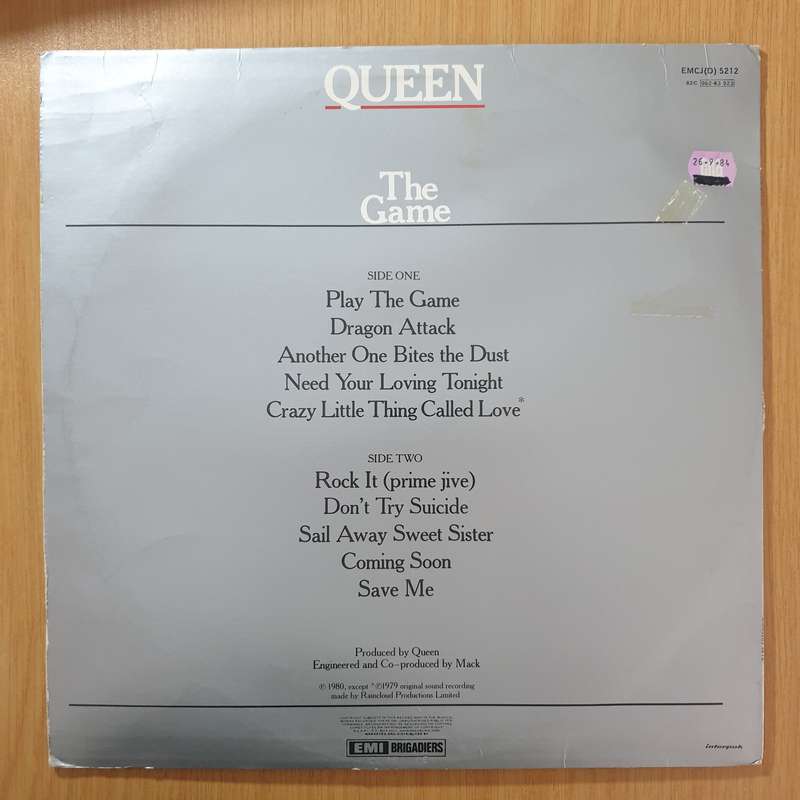 QUEEN
EMCJ(D) 5212
The
Game
SIDE ONE
Play The Game
Dragon Attack
Another One Bites the Dust
Need Your Loving Tonight
Crazy Little Thing Called Love*
SIDE TWO
Rock It (prime jive)
Don't Try Suicide
Sail Away Sweet Sister
Coming Soon
Save Me
Produced by Queen
Engineered and Co-produced by Mack
℗ 1980, except *℗1979 original sound recording
made by Raincloud Productions Limited
EMI BRIGADIERS
interpak